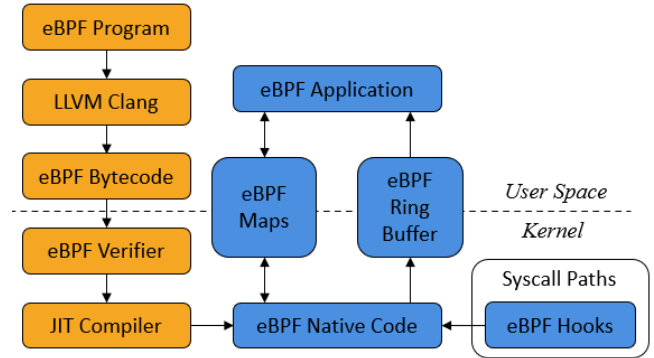 eBPF Program
LLVM Clang
eBPF Bytecode
eBPF Verifier
JIT Compiler
eBPF Application
eBPF
Maps
eBPF
Ring
Buffer
eBPF Native Code
User Space
Kernel
Syscall Paths
eBPF Hooks